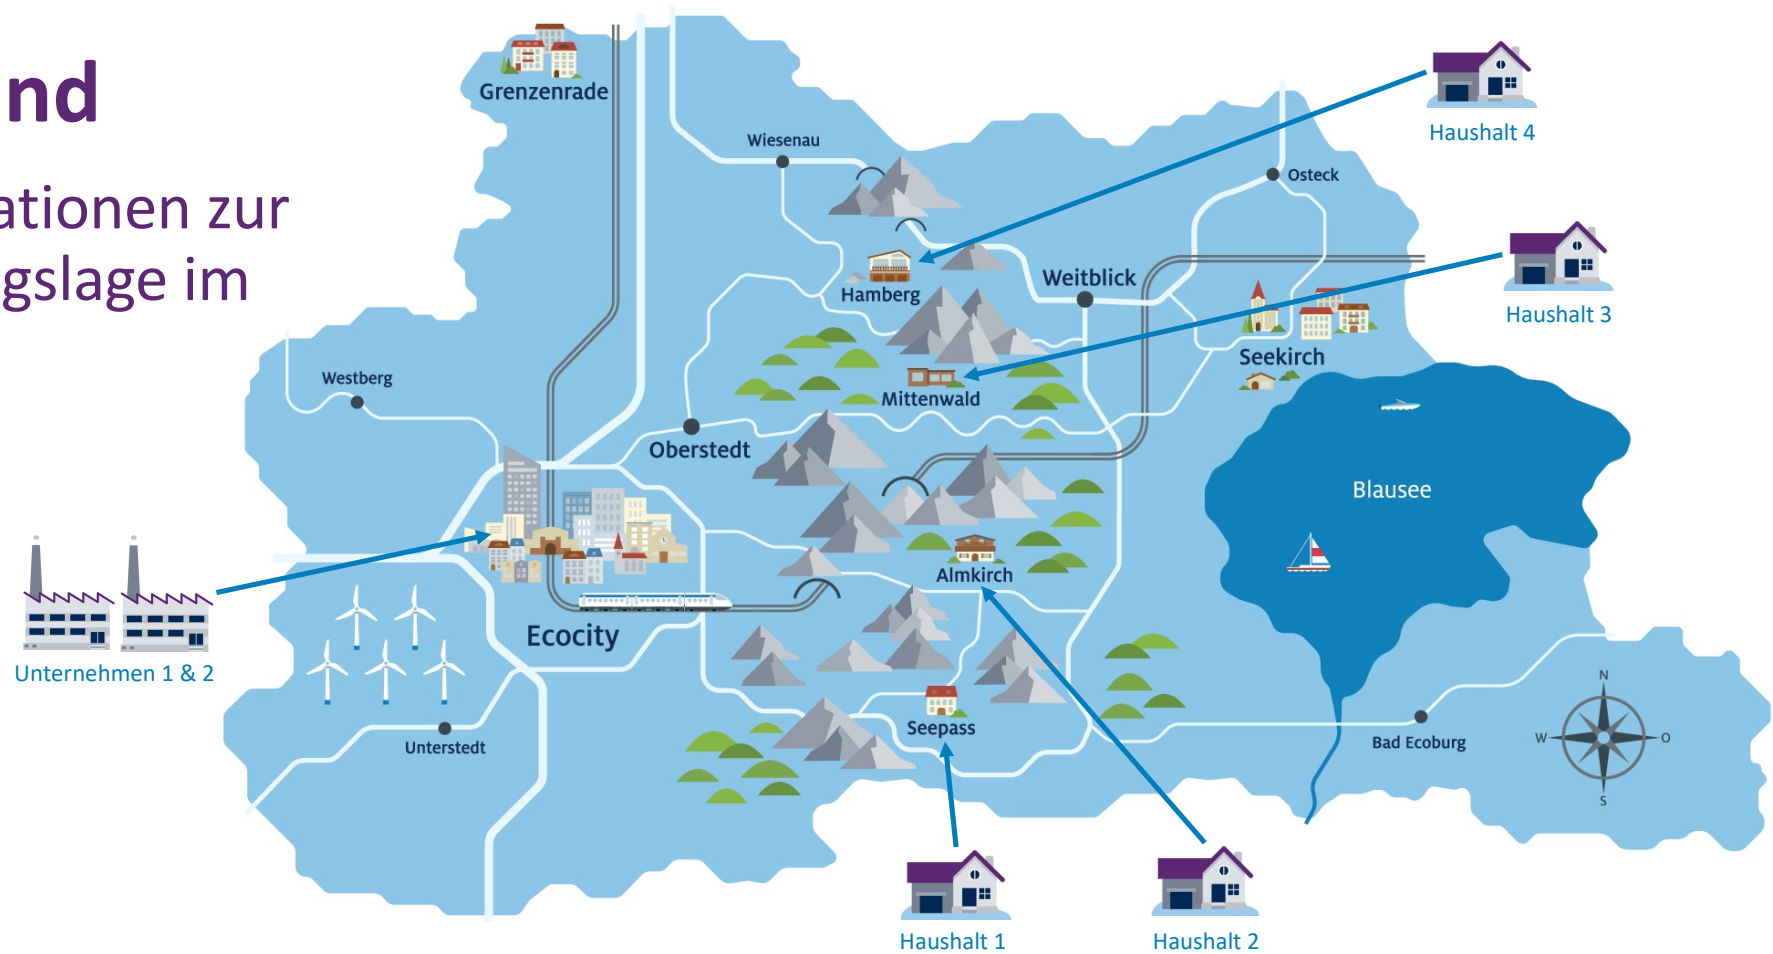 nd
ationen zur
gslage im
Grenzenrade
Wiesenau
Haushalt 4
Osteck
Hamberg
Weitblick
Haushalt 3
Seekirch
Westberg
Mittenwald
Oberstedt
Blausee
Almkirch
Ecocity
Unternehmen 1 & 2
Seepass
Unterstedt
Bad Ecoburg
N
W
O
S
Haushalt 1
Haushalt 2